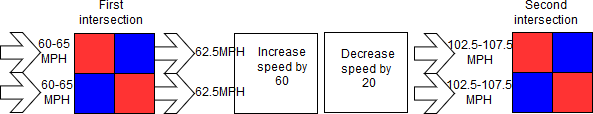 First
intersection
Second
intersection
60-65
MPH
60-65
MPH
62.5MPH
62.5MPH
Increase
speed by
60
Decrease
speed by
20
102.5-107.5
MPH
102.5-107.5
MPH